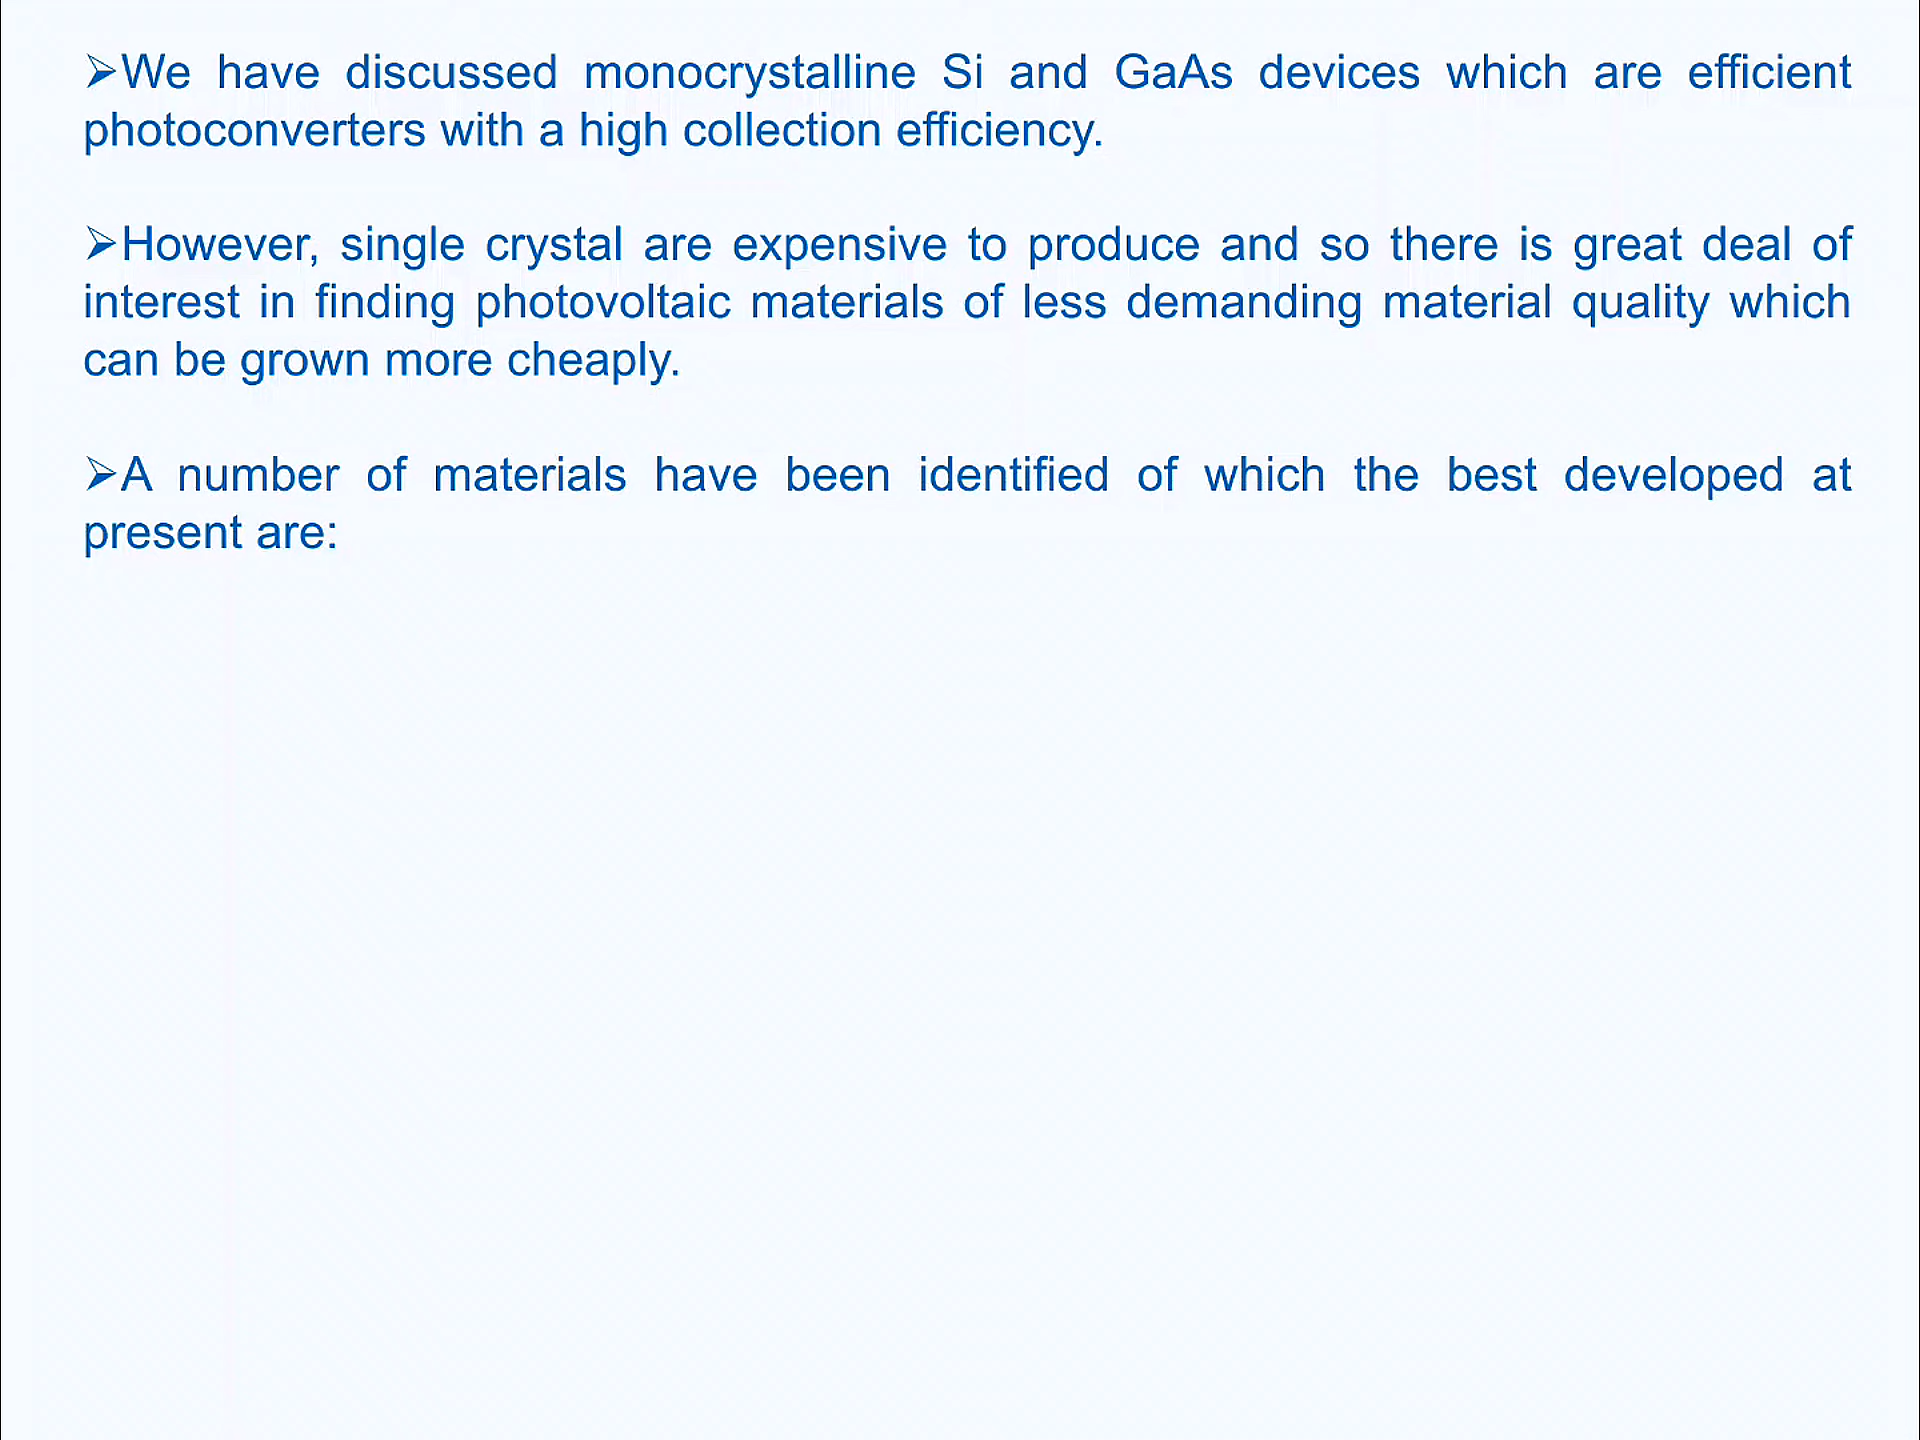 ➢We have discussed monocrystalline Si and GaAs devices which are efficient
photoconverters with a high collection efficiency.
➢However, single crystal are expensive to produce and so there is great deal of
interest in finding photovoltaic materials of less demanding material quality which
can be grown more cheaply.
➢A number of materials have been identified of which the best developed at
present are: